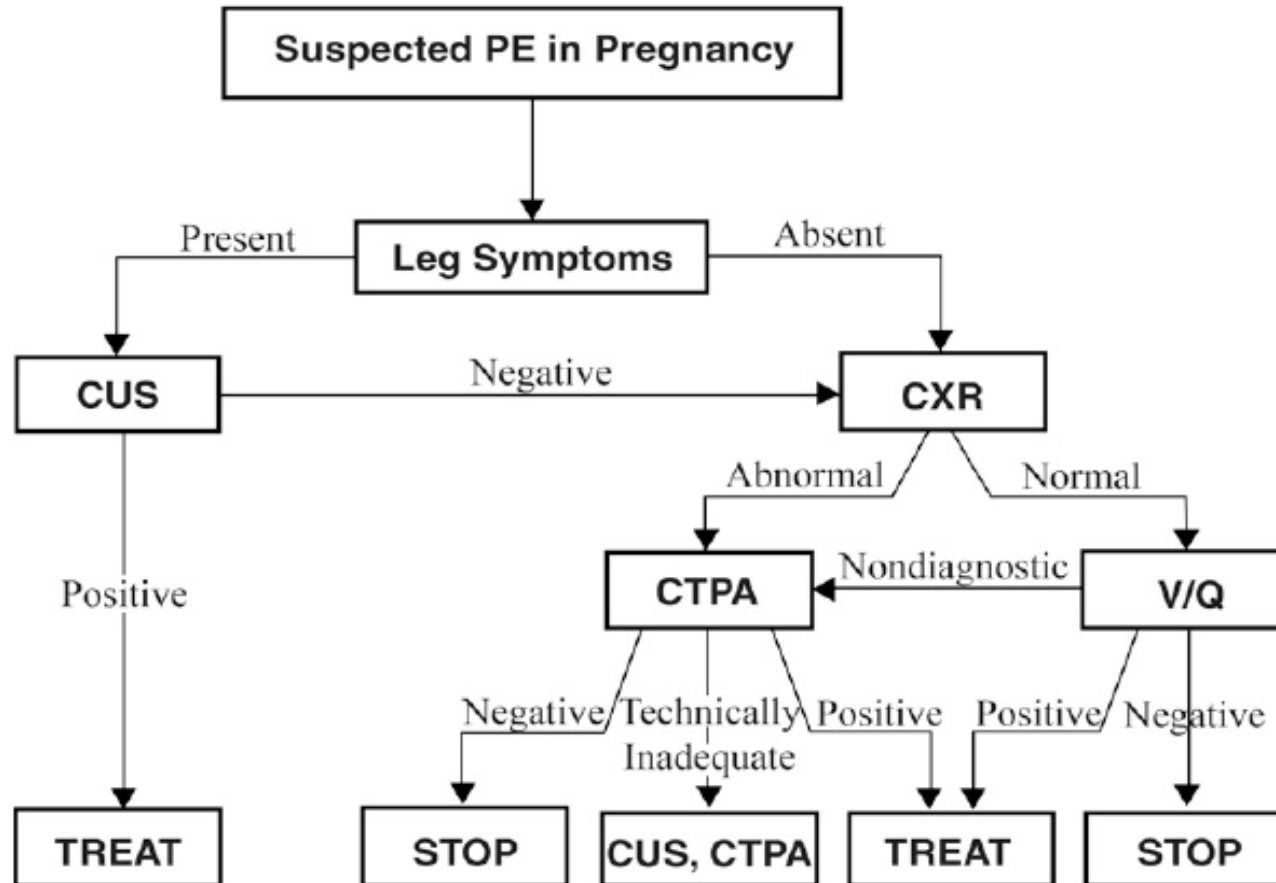 Suspected PE in Pregnancy
Present
Leg Symptoms
Absent
CUS
Negative
CXR
Abnormal
Normal
Positive
CTPA
Nondiagnostic
V/Q
Negative
Technically
Inadequate
Positive
Positive
Negative
TREAT
STOP
CUS, CTPA
TREAT
STOP